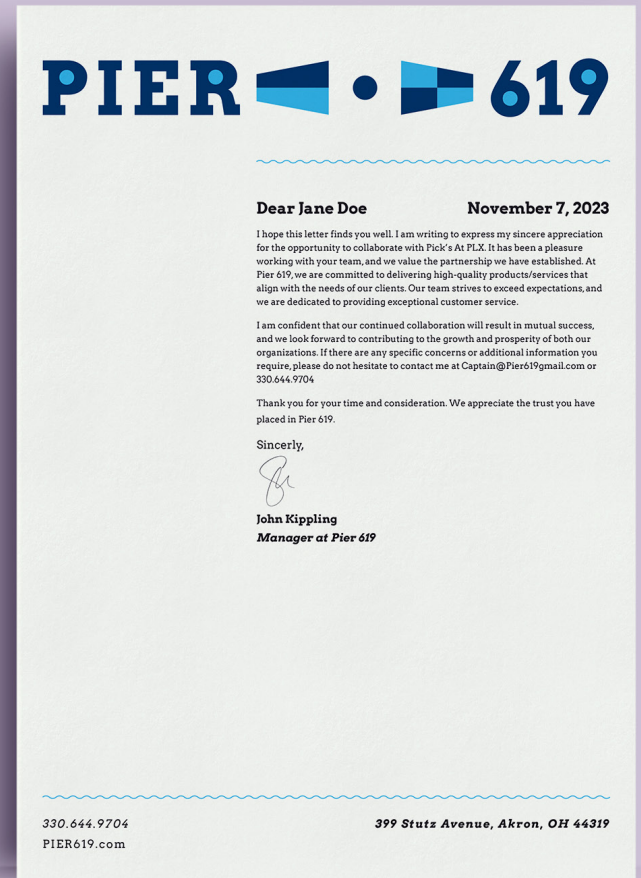 PIER 619
Dear Jane Doe November 7, 2023
I hope this letter finds you well. I am writing to express my sincere appreciation
for the opportunity to collaborate with Pick's At PLX. It has been a pleasure
working with your team, and we value the partnership we have established. At
Pier 619, we are committed to delivering high-quality products/services that
align with the needs of our clients. Our team strives to exceed expectations, and
we are dedicated to providing exceptional customer service.
I am confident that our continued collaboration will result in mutual success,
and we look forward to contributing to the growth and prosperity of both our
organizations. If there are any specific concerns or additional information you
require, please do not hesitate to contact me at Captain@Pier619gmail.com or
330.644.9704
Thank you for your time and consideration. We appreciate the trust you have
placed in Pier 619.
Sincerely,
John Kippling
Manager at Pier 619
330.644.9704 399 Stutz Avenue, Akron, OH 44319
PIER619.com